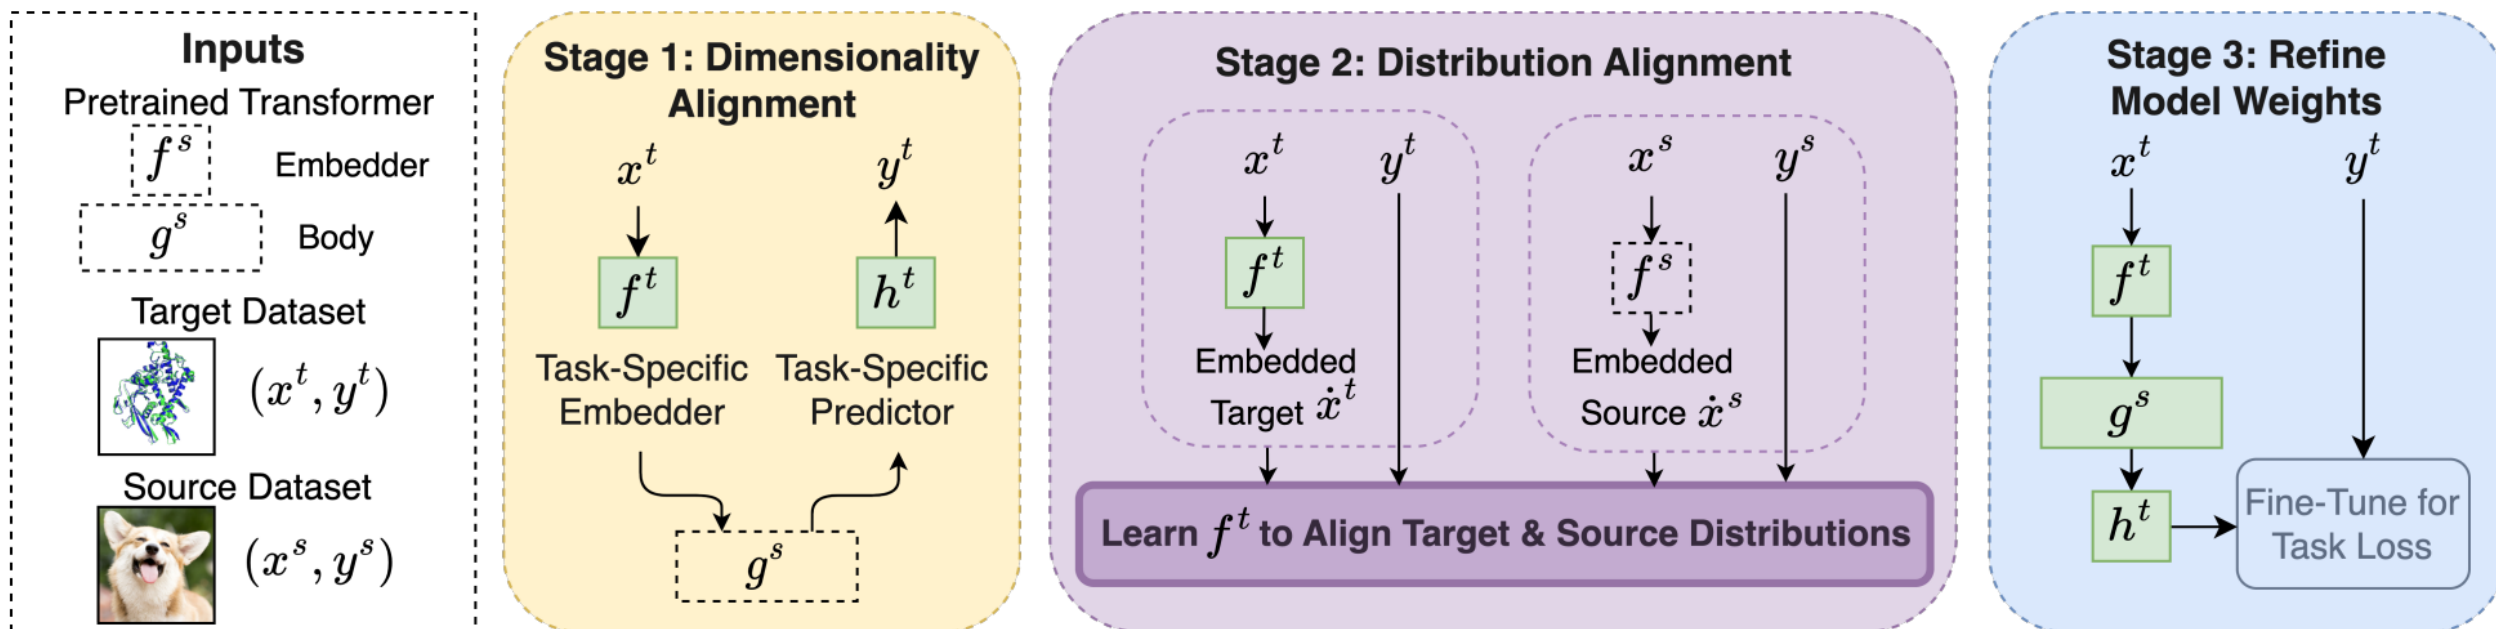 Inputs
Pretrained Transformer
f^s Embedder
g^s Body
Target Dataset
(x^t, y^t)
Source Dataset
(x^s, y^s)
Stage 1: Dimensionality
Alignment
x^t y^t
f^t h^t
Task-Specific Task-Specific
Embedder Predictor
g^s
Stage 2: Distribution Alignment
x^t y^t x^s y^s
f^t f^s
Embedded Embedded
Target ẋ^t Source ẋ^s
Learn f^t to Align Target & Source Distributions
Stage 3: Refine
Model Weights
x^t y^t
f^t
g^s
h^t
Fine-Tune for
Task Loss